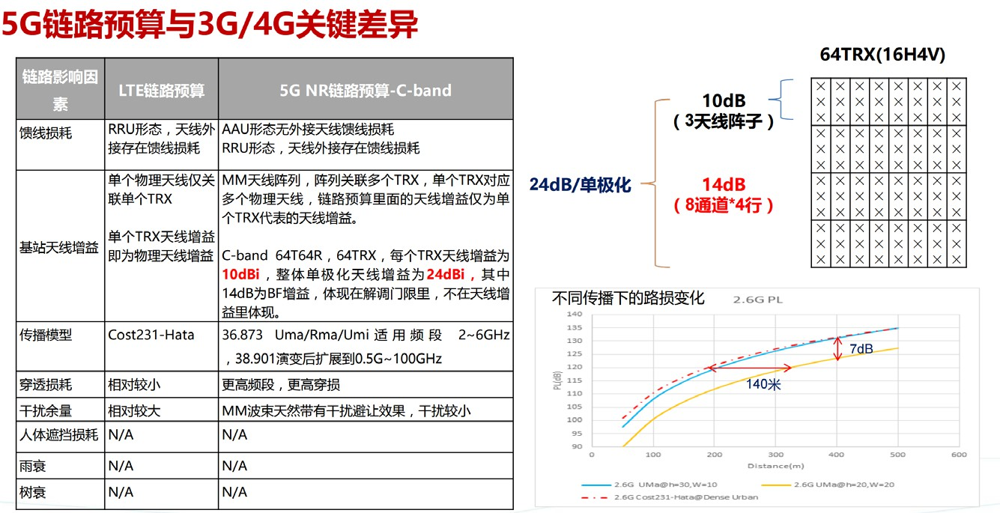 5G链路预算与3G/4G关键差异
链路影响因
素
LTE链路预算
5G NR链路预算-C-band
馈线损耗
RRU形态，天线外
接存在馈线损耗
AAU形态无外接天线馈线损耗
RRU形态，天线外接存在馈线损耗
基站天线增益
单个物理天线仅关
联单个TRX
单个TRX天线增益
即为物理天线增益
MM天线阵列，阵列关联多个TRX，单个TRX对应
多个物理天线，链路预算里面的天线增益仅为单
个TRX代表的天线增益。
C-band 64T64R，64TRX，每个TRX天线增益为
10dBi，整体单极化天线增益为24dBi，其中
14dB为BF增益，体现在解调门限里，不在天线增
益里体现。
传播模型
Cost231-Hata
36.873 Uma/Rma/Umi适用频段 2~6GHz
，38.901演变后扩展到0.5G~100GHz
穿透损耗
相对较小
更高频段，更高穿损
干扰余量
相对较大
MM波束天然带有干扰避让效果，干扰较小
人体遮挡损耗
N/A
N/A
雨衰
N/A
N/A
树衰
N/A
N/A
64TRX(16H4V)
10dB
（3天线阵子）
24dB/单极化
14dB
（8通道*4行）
不同传播下的路损变化
2.6G PL
140
135
130
125
120
115
110
105
100
95
90
PL(dB)
7dB
140米
0
100
200
300
400
500
600
Distance(m)
2.6G UMa@h=30,W=10
2.6G UMa@h=20,W=20
2.6G Cost231-Hata@Dense Urban